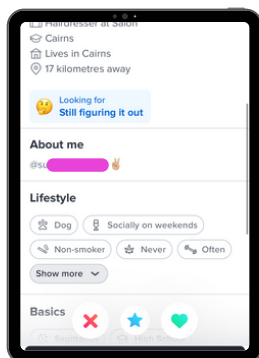 Hairdresser at Salon
Cairns
Lives in Cairns
17 kilometres away
Looking for
Still figuring it out
About me
@su
Lifestyle
Dog Socially on weekends
Non-smoker Never Often
Show more
Basics
High